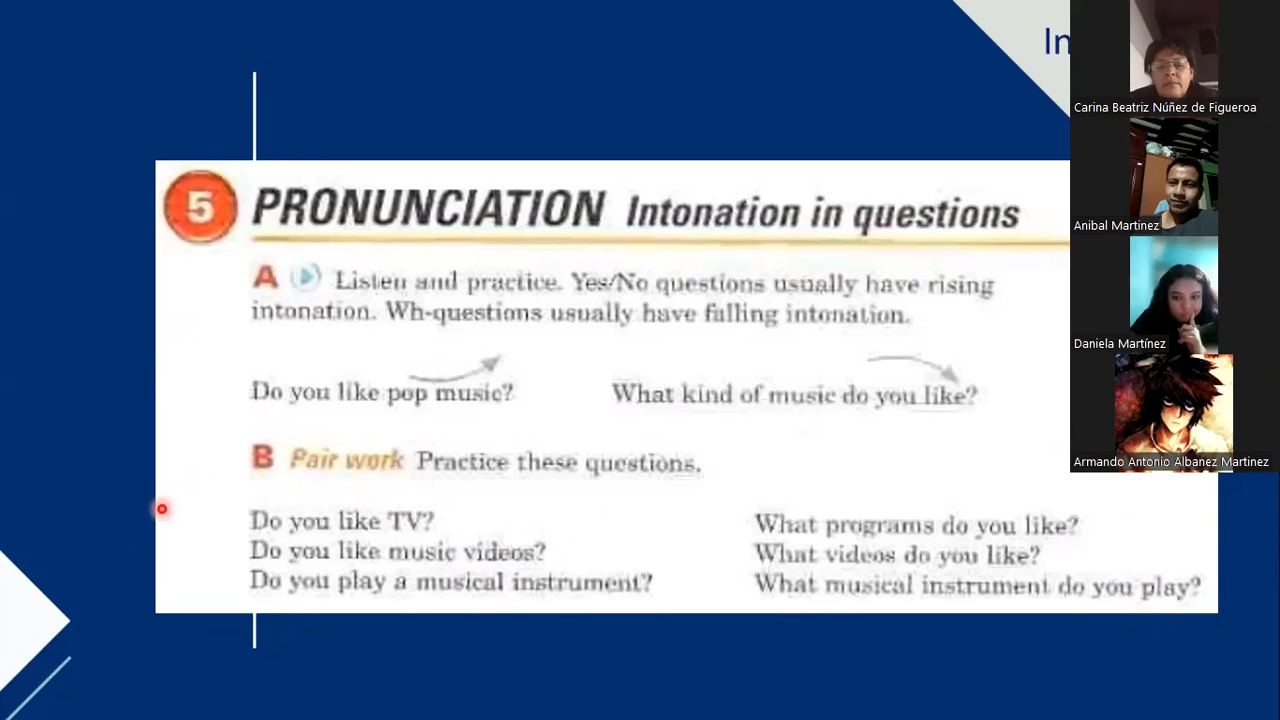 In
5 PRONUNCIATION Intonation in questions
A Listen and practice. Yes/No questions usually have rising
intonation. Wh-questions usually have falling intonation.
Do you like pop music? What kind of music do you like?
B Pair work Practice these questions.
Do you like TV? What programs do you like?
Do you like music videos? What videos do you like?
Do you play a musical instrument? What musical instrument do you play?
Carina Beatriz Núñez de Figueroa
Anibal Martinez
Daniela Martínez
Armando Antonio Albanez Martinez